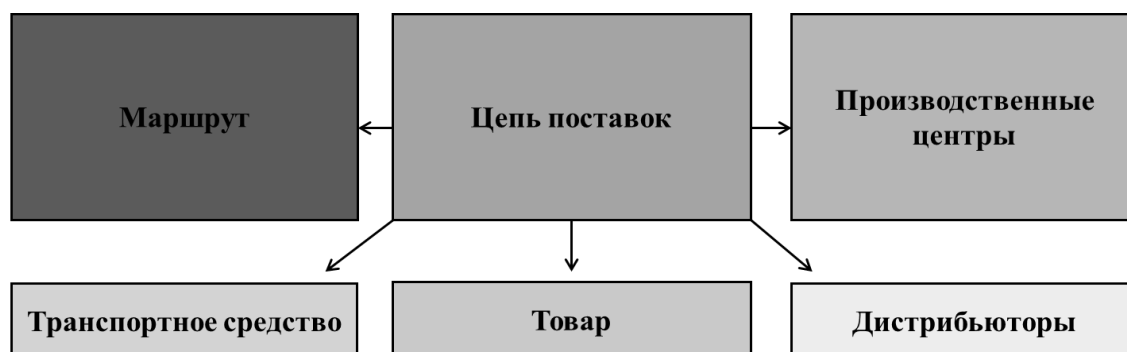 Маршрут
Цепь поставок
Производственные
центры
Транспортное средство
Товар
Дистрибьюторы